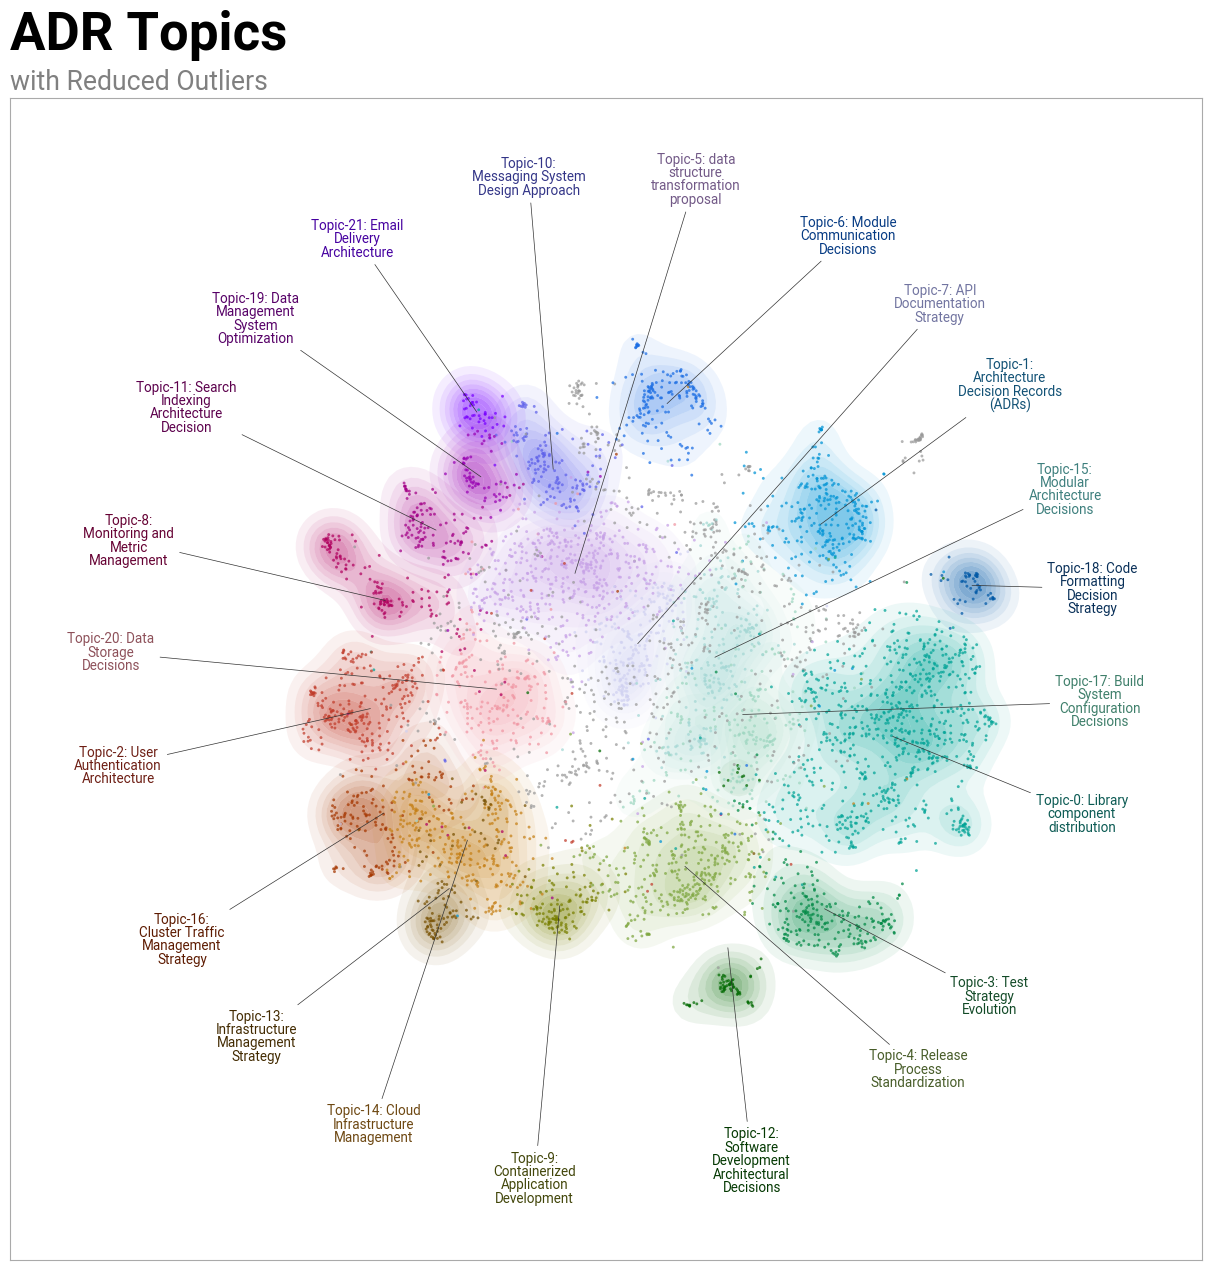 ADR Topics
with Reduced Outliers
Topic-10:
Messaging System
Design Approach
Topic-5: data
structure
transformation
proposal
Topic-21: Email
Delivery
Architecture
Topic-6: Module
Communication
Decisions
Topic-19: Data
Management
System
Optimization
Topic-7: API
Documentation
Strategy
Topic-11: Search
Indexing
Architecture
Decision
Topic-1:
Architecture
Decision Records
(ADRs)
Topic-15:
Modular
Architecture
Decisions
Topic-8:
Monitoring and
Metric
Management
Topic-18: Code
Formatting
Decision
Strategy
Topic-20: Data
Storage
Decisions
Topic-17: Build
System
Configuration
Decisions
Topic-2: User
Authentication
Architecture
Topic-0: Library
component
distribution
Topic-16:
Cluster Traffic
Management
Strategy
Topic-3: Test
Strategy
Evolution
Topic-13:
Infrastructure
Management
Strategy
Topic-4: Release
Process
Standardization
Topic-14: Cloud
Infrastructure
Management
Topic-12:
Software
Development
Architectural
Decisions
Topic-9:
Containerized
Application
Development